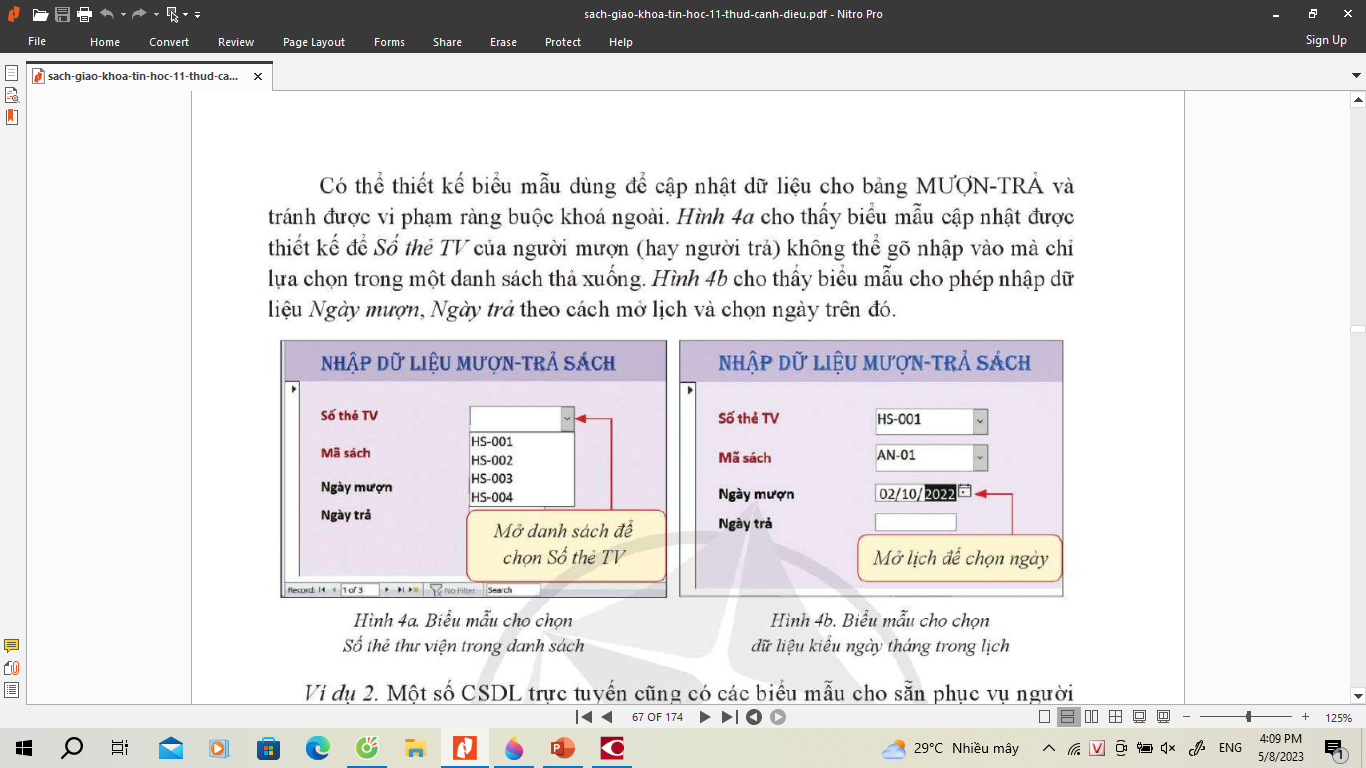 sach-giao-khoa-tin-hoc-11-thud-canh-dieu.pdf - Nitro Pro
File Home Convert Review Page Layout Forms Share Erase Protect Help Sign Up
sach-giao-khoa-tin-hoc-11-thud-ca...
Có thể thiết kế biểu mẫu dùng để cập nhật dữ liệu cho bảng MƯỢN-TRẢ và
tránh được vi phạm ràng buộc khoá ngoài. Hình 4a cho thấy biểu mẫu cập nhật được
thiết kế để Số thẻ TV của người mượn (hay người trả) không thể gõ nhập vào mà chỉ
lựa chọn trong một danh sách thả xuống. Hình 4b cho thấy biểu mẫu cho phép nhập dữ
liệu Ngày mượn, Ngày trả theo cách mở lịch và chọn ngày trên đó.
NHẬP DỮ LIỆU MƯỢN-TRẢ SÁCH
Số thẻ TV
HS-001
HS-002
HS-003
HS-004
Mã sách
Ngày mượn
Ngày trả
Mở danh sách để
chọn Số thẻ TV
Record: 1 of 3 No Filter Search
Hình 4a. Biểu mẫu cho chọn
Số thẻ thư viện trong danh sách
NHẬP DỮ LIỆU MƯỢN-TRẢ SÁCH
Số thẻ TV HS-001
Mã sách AN-01
Ngày mượn 02/10/2022
Ngày trả
Mở lịch để chọn ngày
Hình 4b. Biểu mẫu cho chọn
dữ liệu kiểu ngày tháng trong lịch
Ví dụ 2. Một số CSDL trực tuyến cũng có các biểu mẫu cho sẵn phục vụ người
67 OF 174
125%
29°C Nhiều mây
ENG
4:09 PM
5/8/2023
1